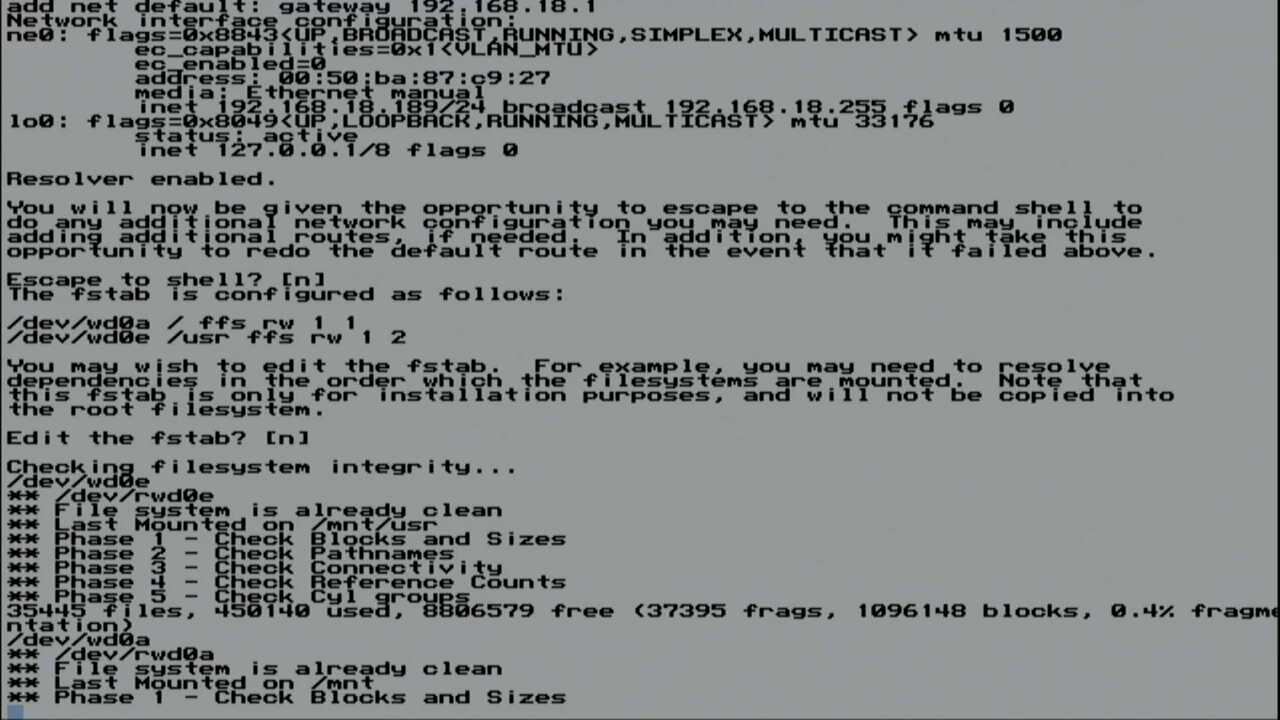 add net default: gateway 192.168.18.1
Network interface configuration:
ne0: flags=0x8843<UP,BROADCAST,RUNNING,SIMPLEX,MULTICAST> mtu 1500
ec_capabilities=0x1<VLAN_MTU>
ec_enabled=0
address: 00:50:ba:87:c9:27
media: Ethernet manual
inet 192.168.18.189/24 broadcast 192.168.18.255 flags 0
lo0: flags=0x8049<UP,LOOPBACK,RUNNING,MULTICAST> mtu 33176
status: active
inet 127.0.0.1/8 flags 0
Resolver enabled.
You will now be given the opportunity to escape to the command shell to
do any additional network configuration you may need.  This may include
adding additional routes, if needed.  In addition, you might take this
opportunity to redo the default route in the event that it failed above.
Escape to shell? [n]
The fstab is configured as follows:
/dev/wd0a / ffs rw 1 1
/dev/wd0e /usr ffs rw 1 2
You may wish to edit the fstab.  For example, you may need to resolve
dependencies in the order which the filesystems are mounted.  Note that
this fstab is only for installation purposes, and will not be copied into
the root filesystem.
Edit the fstab? [n]
Checking filesystem integrity...
/dev/wd0e
** /dev/rwd0e
** File system is already clean
** Last Mounted on /mnt/usr
** Phase 1 - Check Blocks and Sizes
** Phase 2 - Check Pathnames
** Phase 3 - Check Connectivity
** Phase 4 - Check Reference Counts
** Phase 5 - Check Cyl groups
35445 files, 450140 used, 8806579 free (37395 frags, 1096148 blocks, 0.4% fragme
ntation)
/dev/wd0a
** /dev/rwd0a
** File system is already clean
** Last Mounted on /mnt
** Phase 1 - Check Blocks and Sizes